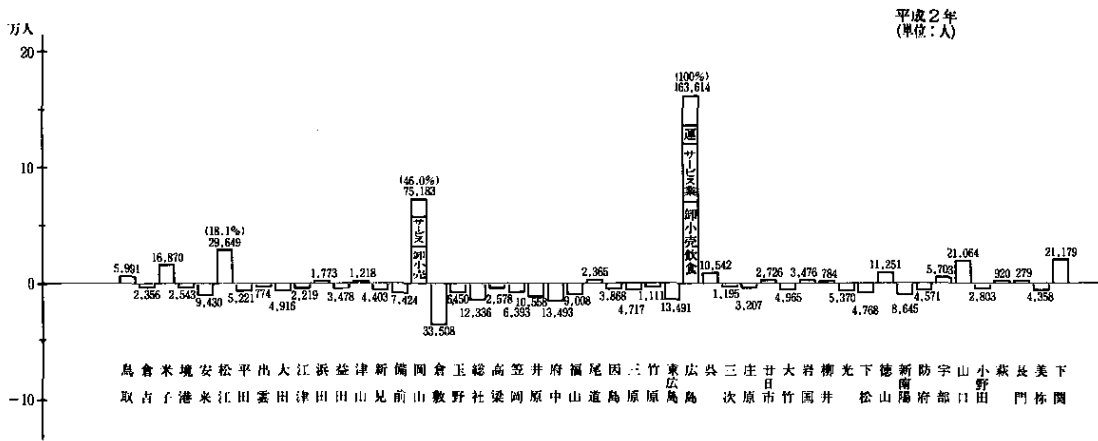 平成2年
(単位:人)
万人
20
10
0
−10
5,991
2,356
16,870
2,543
9,430
(18.1%)
29,649
5,221
774
4,916
2,219
1,773
3,478
1,218
4,403
7,424
(46.0%)
75,183
サービス
卸小売
33,508
6,450
12,336
2,578
6,393
10,558
13,493
9,008
2,365
3,868
4,717
1,111
13,491
(100%)
163,614
運
サービス業
卸小売飲食
10,542
1,195
3,207
2,726
4,965
3,476
784
5,370
4,768
11,251
8,645
4,571
5,703
21,064
2,803
920
279
4,358
21,179
鳥取
倉吉
米子
境港
安来
松江
平田
出雲
大田
江津
浜田
益田
津山
新見
備前
岡山
倉敷
玉野
総社
高梁
笠岡
井原
府中
福山
尾道
因島
三原
竹原
東広島
広島
呉
三次
庄原
廿日市
大竹
岩国
柳井
光
下松
徳山
新南陽
防府
宇部
山口
小野田
萩
長門
美祢
下関